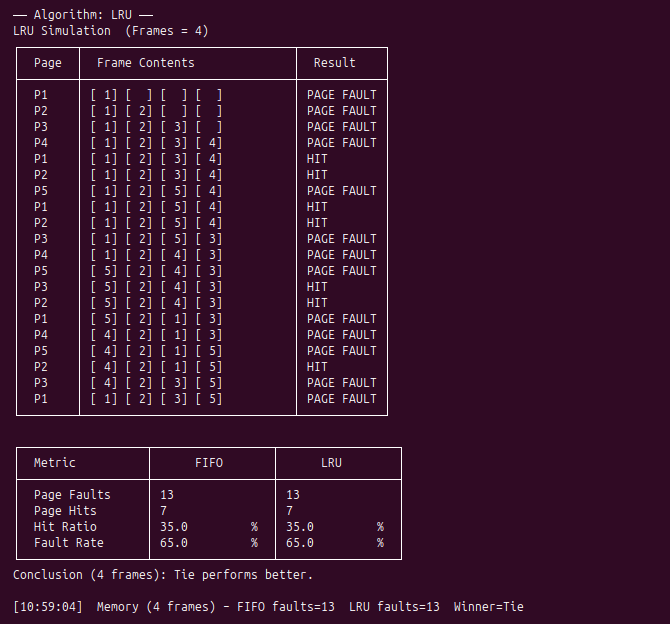 ── Algorithm: LRU ──
LRU Simulation  (Frames = 4)
Page  Frame Contents  Result
P1  [ 1] [  ] [  ] [  ]  PAGE FAULT
P2  [ 1] [ 2] [  ] [  ]  PAGE FAULT
P3  [ 1] [ 2] [ 3] [  ]  PAGE FAULT
P4  [ 1] [ 2] [ 3] [ 4]  PAGE FAULT
P1  [ 1] [ 2] [ 3] [ 4]  HIT
P2  [ 1] [ 2] [ 3] [ 4]  HIT
P5  [ 1] [ 2] [ 5] [ 4]  PAGE FAULT
P1  [ 1] [ 2] [ 5] [ 4]  HIT
P2  [ 1] [ 2] [ 5] [ 4]  HIT
P3  [ 1] [ 2] [ 5] [ 3]  PAGE FAULT
P4  [ 1] [ 2] [ 4] [ 3]  PAGE FAULT
P5  [ 5] [ 2] [ 4] [ 3]  PAGE FAULT
P3  [ 5] [ 2] [ 4] [ 3]  HIT
P2  [ 5] [ 2] [ 4] [ 3]  HIT
P1  [ 5] [ 2] [ 1] [ 3]  PAGE FAULT
P4  [ 4] [ 2] [ 1] [ 3]  PAGE FAULT
P5  [ 4] [ 2] [ 1] [ 5]  PAGE FAULT
P2  [ 4] [ 2] [ 1] [ 5]  HIT
P3  [ 4] [ 2] [ 3] [ 5]  PAGE FAULT
P1  [ 1] [ 2] [ 3] [ 5]  PAGE FAULT
Metric  FIFO  LRU
Page Faults  13  13
Page Hits  7  7
Hit Ratio  35.0 %  35.0 %
Fault Rate  65.0 %  65.0 %
Conclusion (4 frames): Tie performs better.
[10:59:04]  Memory (4 frames) – FIFO faults=13  LRU faults=13  Winner=Tie